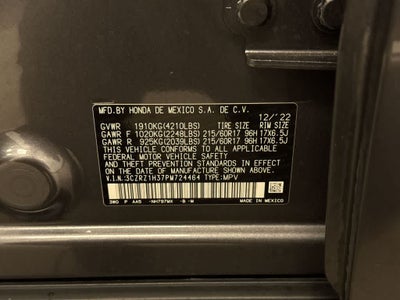 MFD.BY HONDA DE MEXICO S.A. DE C.V.
12/'22
GVWR 1910KG(4210LBS) TIRE SIZE RIM SIZE
GAWR F 1020KG(2248LBS) 215/60R17 96H 17X6.5J
GAWR R 925KG(2039LBS) 215/60R17 96H 17X6.5J
THIS VEHICLE CONFORMS TO ALL APPLICABLE
FEDERAL MOTOR VEHICLE SAFETY
AND THEFT PREVENTION STANDARDS IN EFFECT ON THE
DATE OF MANUFACTURE SHOWN ABOVE.
V.I.N:3CZRZ1H37PM724464 TYPE:MPV
3WO P AA5 NH797MX -B -M MADE IN MEXICO